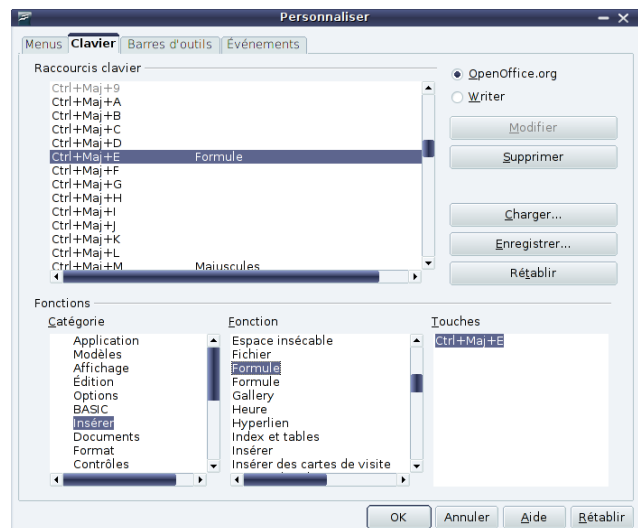 Personnaliser
Menus Clavier Barres d'outils Événements
Raccourcis clavier
Ctrl+Maj+9
Ctrl+Maj+A
Ctrl+Maj+B
Ctrl+Maj+C
Ctrl+Maj+D
Ctrl+Maj+E Formule
Ctrl+Maj+F
Ctrl+Maj+G
Ctrl+Maj+H
Ctrl+Maj+I
Ctrl+Maj+J
Ctrl+Maj+K
Ctrl+Maj+L
Ctrl+Maj+M Majuscules
OpenOffice.org
Writer
Modifier
Supprimer
Charger...
Enregistrer...
Rétablir
Fonctions
Catégorie
Application
Modèles
Affichage
Édition
Options
BASIC
Insérer
Documents
Format
Contrôles
Fonction
Espace insécable
Fichier
Formule
Formule
Gallery
Heure
Hyperlien
Index et tables
Insérer
Insérer des cartes de visite
Touches
Ctrl+Maj+E
OK Annuler Aide Rétablir